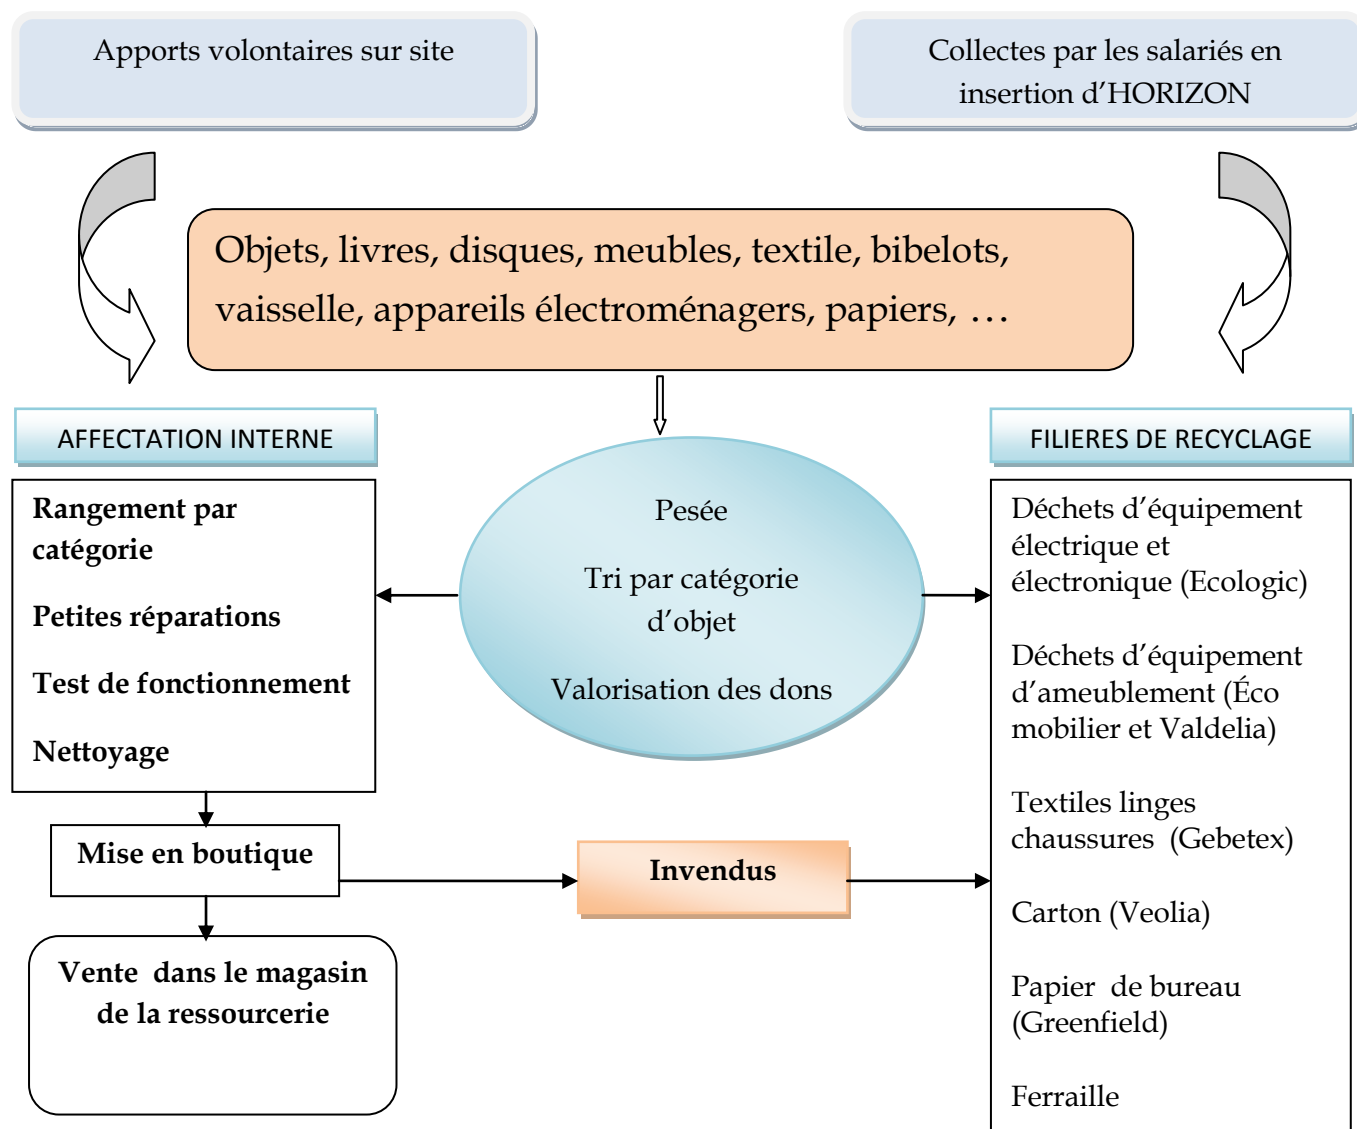 Apports volontaires sur site
Collectes par les salariés en
insertion d’HORIZON
Objets, livres, disques, meubles, textile, bibelots,
vaisselle, appareils électroménagers, papiers, …
AFFECTATION INTERNE
Rangement par
catégorie
Petites réparations
Test de fonctionnement
Nettoyage
Pesée
Tri par catégorie
d’objet
Valorisation des dons
FILIERES DE RECYCLAGE
Déchets d’équipement
électrique et
électronique (Ecologic)
Déchets d’équipement
d’ameublement (Éco
mobilier et Valdelia)
Textiles linges
chaussures (Gebetex)
Carton (Veolia)
Papier de bureau
(Greenfield)
Ferraille
Mise en boutique
Invendus
Vente dans le magasin
de la ressourcerie